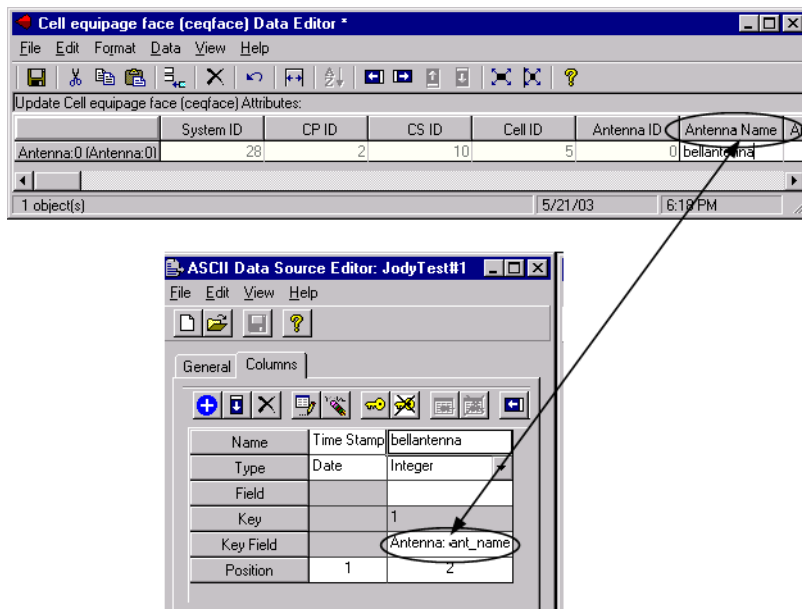 Cell equipage face (ceqface) Data Editor *
File Edit Format Data View Help
Update Cell equipage face (ceqface) Attributes:
System ID CP ID CS ID Cell ID Antenna ID Antenna Name A
Antenna:0 (Antenna:0) 28 2 10 5 0 bellantenna
1 object(s) 5/21/03 6:18 PM
ASCII Data Source Editor: JodyTest#1
File Edit View Help
General Columns
Name Time Stamp bellantenna
Type Date Integer
Field
Key 1
Key Field Antenna: ant_name
Position 1 2